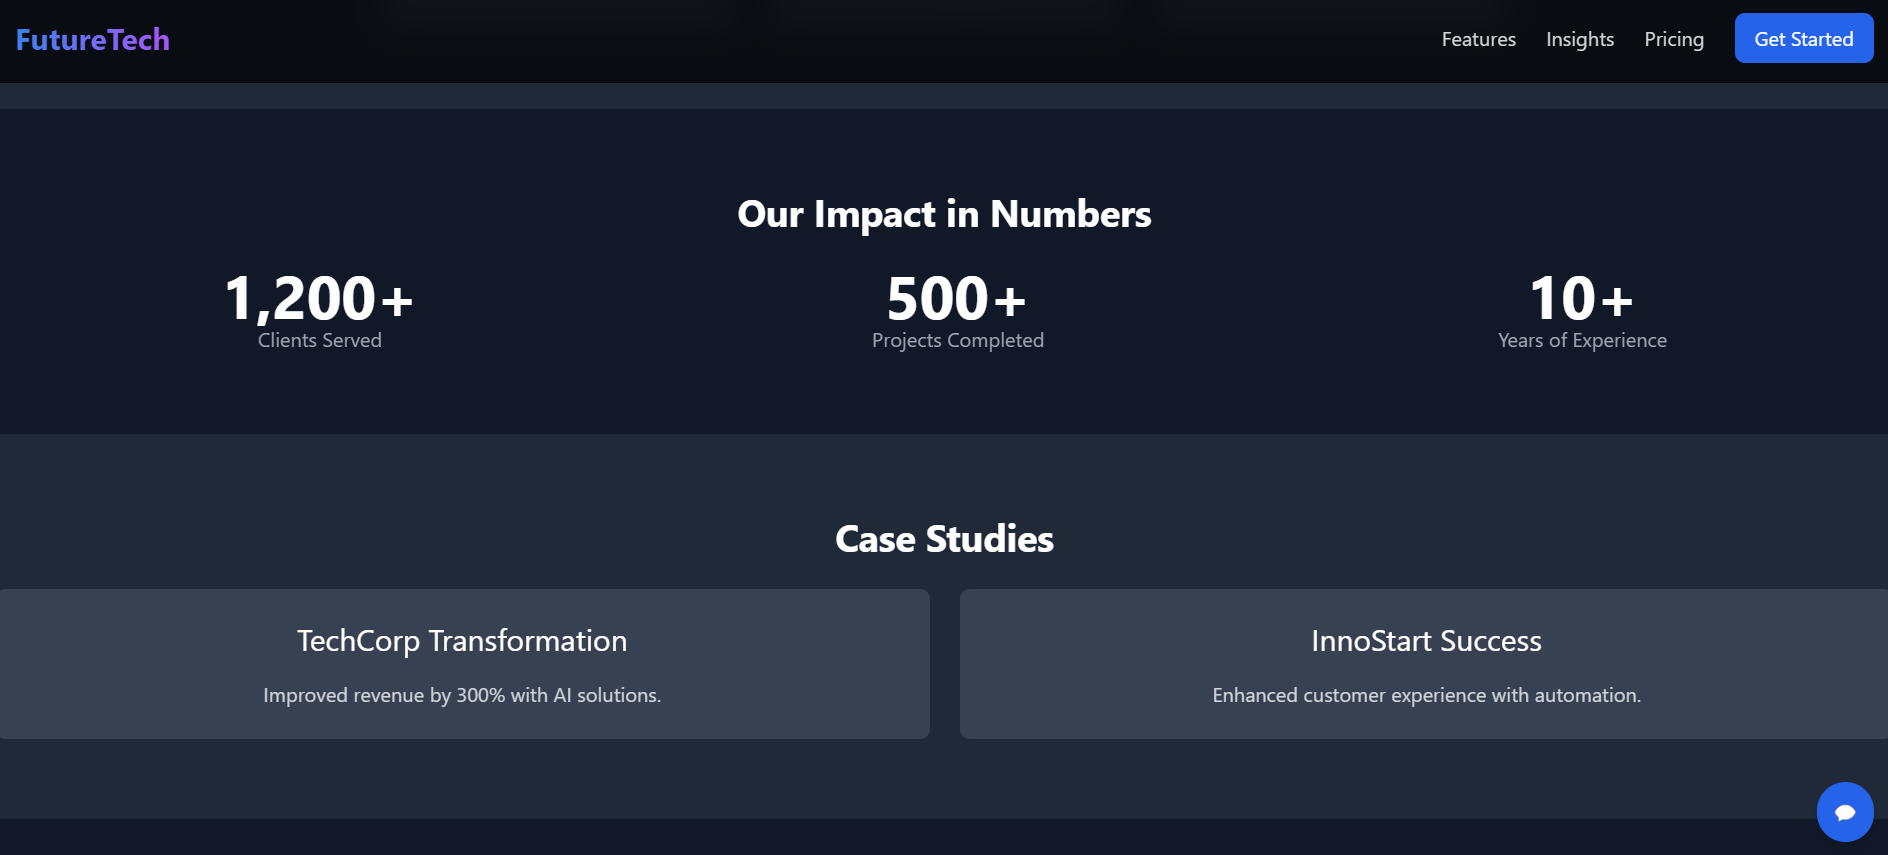 FutureTech
Features
Insights
Pricing
Get Started
Our Impact in Numbers
1,200+
Clients Served
500+
Projects Completed
10+
Years of Experience
Case Studies
TechCorp Transformation
Improved revenue by 300% with AI solutions.
InnoStart Success
Enhanced customer experience with automation.